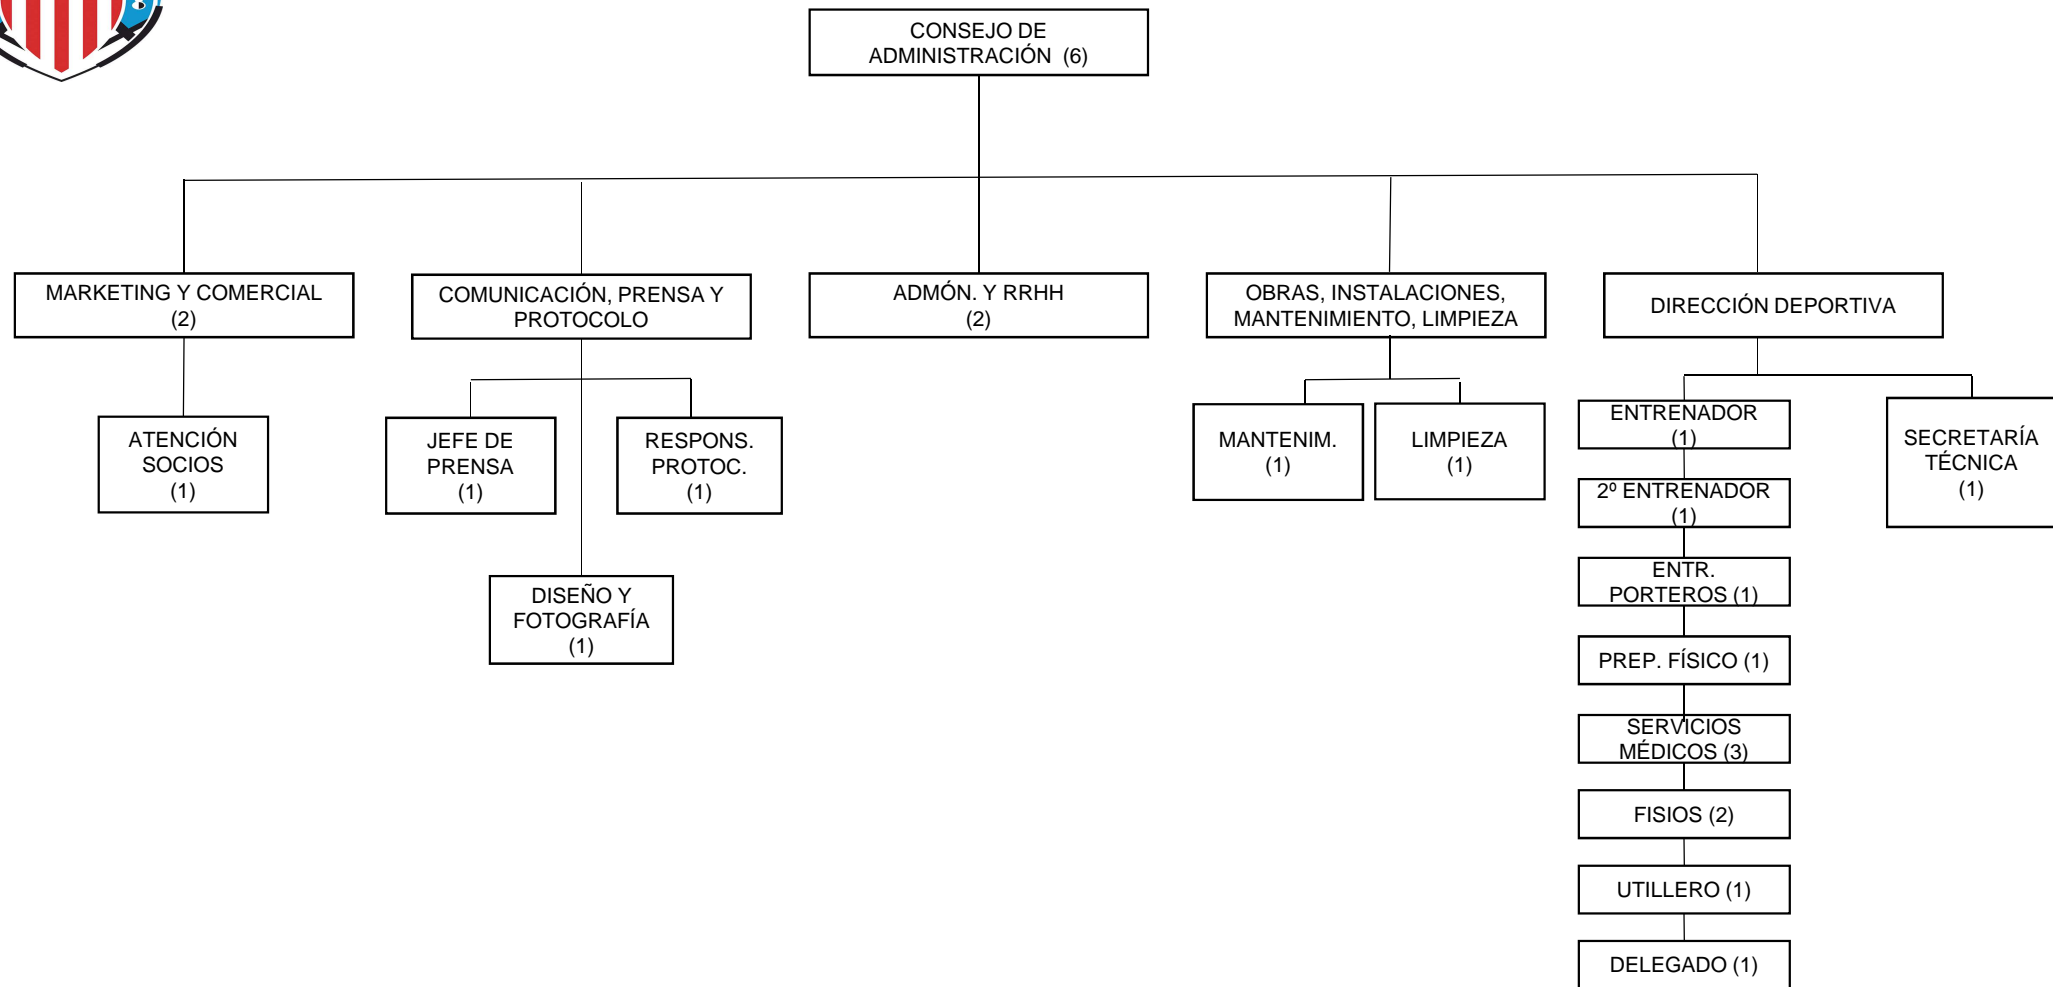 CONSEJO DE
ADMINISTRACIÓN (6)
MARKETING Y COMERCIAL
(2)
COMUNICACIÓN, PRENSA Y
PROTOCOLO
ADMÓN. Y RRHH
(2)
OBRAS, INSTALACIONES,
MANTENIMIENTO, LIMPIEZA
DIRECCIÓN DEPORTIVA
ATENCIÓN
SOCIOS
(1)
JEFE DE
PRENSA
(1)
RESPONS.
PROTOC.
(1)
DISEÑO Y
FOTOGRAFÍA
(1)
MANTENIM.
(1)
LIMPIEZA
(1)
ENTRENADOR
(1)
2º ENTRENADOR
(1)
ENTR.
PORTEROS (1)
PREP. FÍSICO (1)
SERVICIOS
MÉDICOS (3)
FISIOS (2)
UTILLERO (1)
DELEGADO (1)
SECRETARÍA
TÉCNICA
(1)